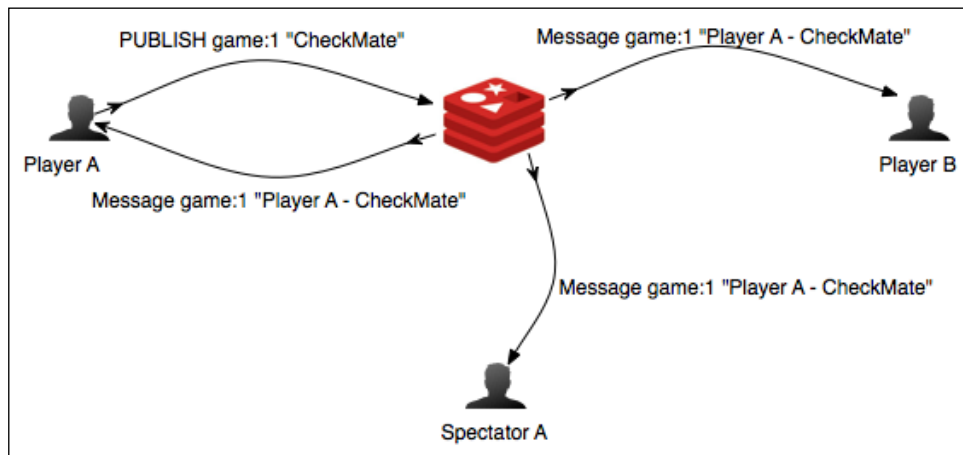 PUBLISH game:1 "CheckMate"
Message game:1 "Player A - CheckMate"
Player A
Player B
Message game:1 "Player A - CheckMate"
Message game:1 "Player A - CheckMate"
Spectator A